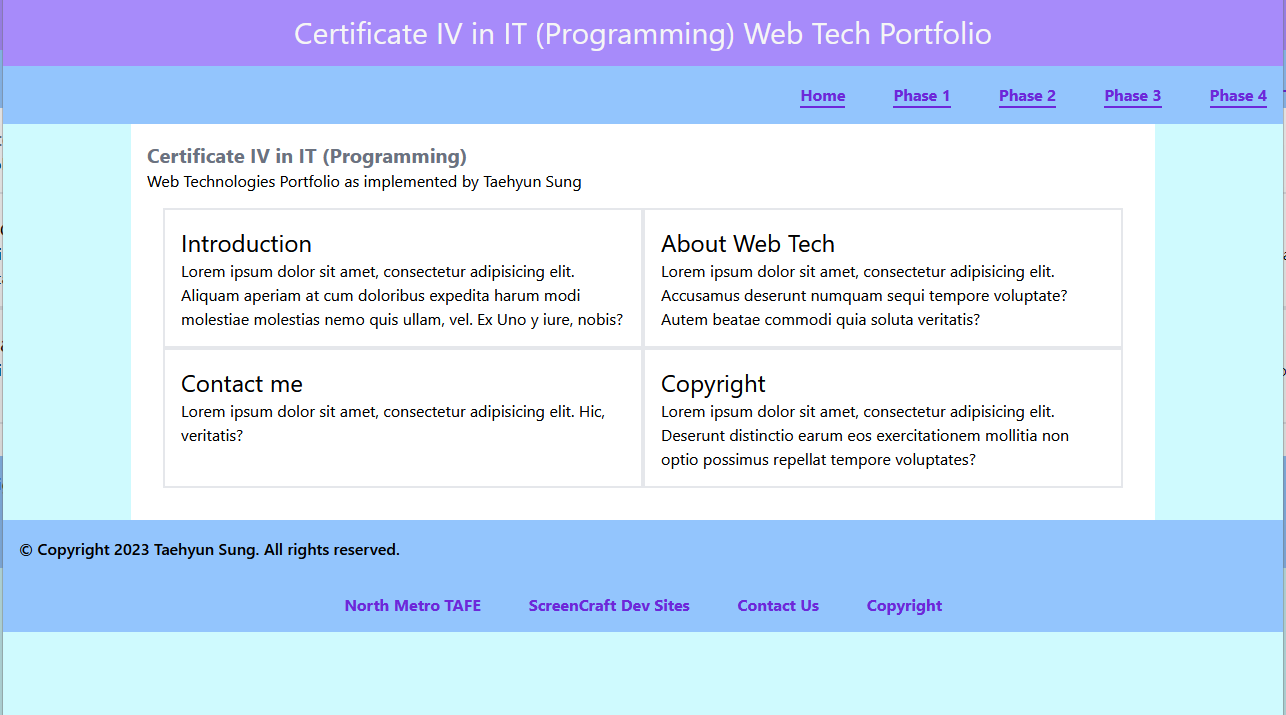 Certificate IV in IT (Programming) Web Tech Portfolio
Home Phase 1 Phase 2 Phase 3 Phase 4
Certificate IV in IT (Programming)
Web Technologies Portfolio as implemented by Taehyun Sung
Introduction
Lorem ipsum dolor sit amet, consectetur adipisicing elit.
Aliquam aperiam at cum doloribus expedita harum modi
molestiae molestias nemo quis ullam, vel. Ex Uno y iure, nobis?
About Web Tech
Lorem ipsum dolor sit amet, consectetur adipisicing elit.
Accusamus deserunt numquam sequi tempore voluptate?
Autem beatae commodi quia soluta veritatis?
Contact me
Lorem ipsum dolor sit amet, consectetur adipisicing elit. Hic,
veritatis?
Copyright
Lorem ipsum dolor sit amet, consectetur adipisicing elit.
Deserunt distinctio earum eos exercitationem mollitia non
optio possimus repellat tempore voluptates?
© Copyright 2023 Taehyun Sung. All rights reserved.
North Metro TAFE ScreenCraft Dev Sites Contact Us Copyright